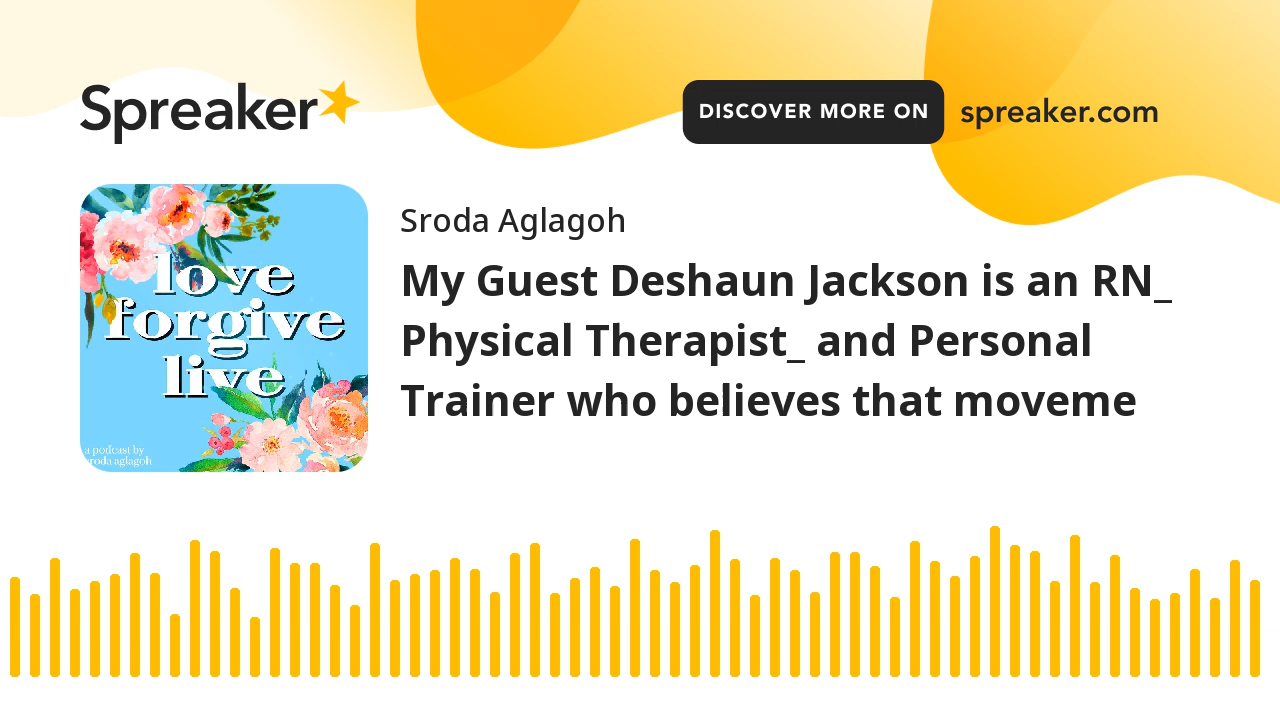 Spreaker
DISCOVER MORE ON
spreaker.com
love
forgive
live
a podcast by
sroda aglagoh
Sroda Aglagoh
My Guest Deshaun Jackson is an RN_
Physical Therapist_ and Personal
Trainer who believes that moveme